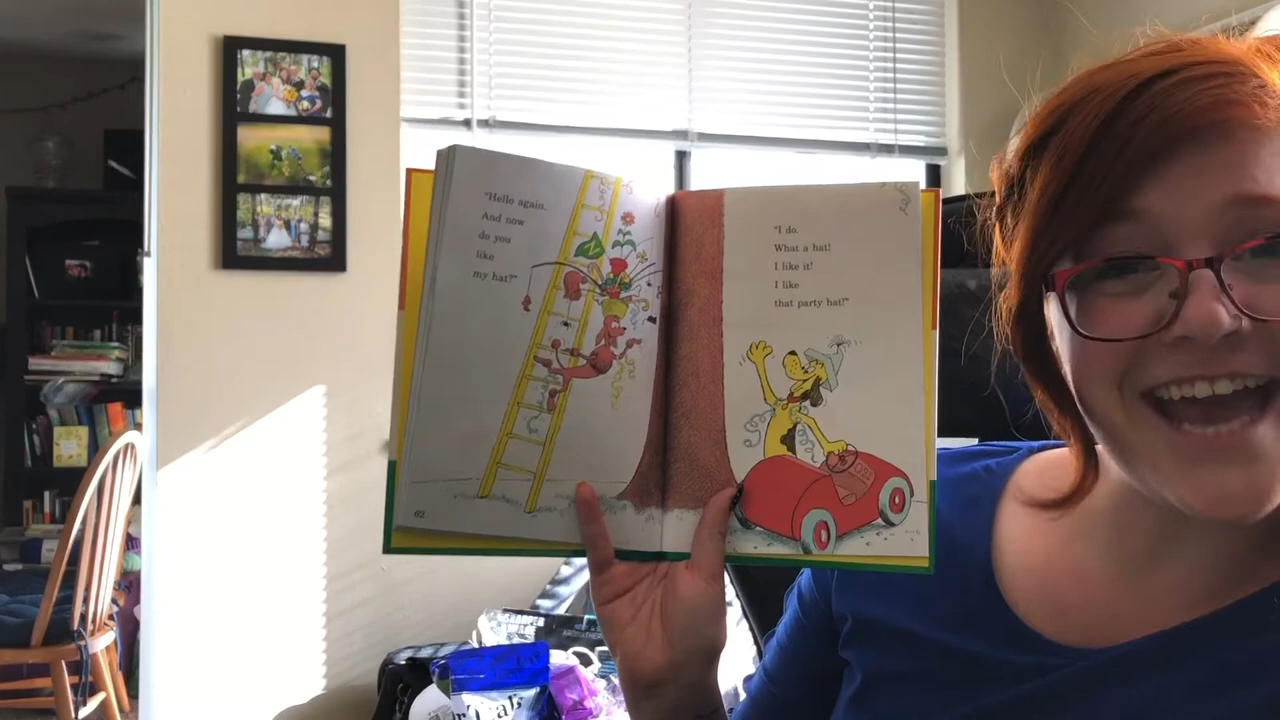 "Hello again.
And now
do you
like
my hat?"
62
"I do.
What a hat!
I like it!
I like
that party hat!"